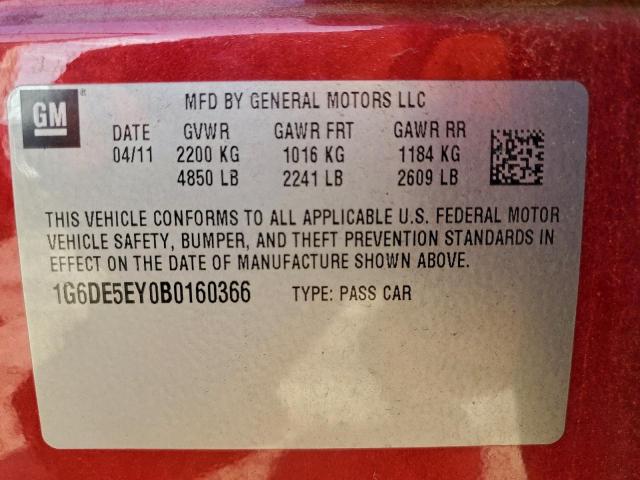 GM®
MFD BY GENERAL MOTORS LLC
DATE GVWR GAWR FRT GAWR RR
04/11 2200 KG 1016 KG 1184 KG
4850 LB 2241 LB 2609 LB
THIS VEHICLE CONFORMS TO ALL APPLICABLE U.S. FEDERAL MOTOR
VEHICLE SAFETY, BUMPER, AND THEFT PREVENTION STANDARDS IN
EFFECT ON THE DATE OF MANUFACTURE SHOWN ABOVE.
1G6DE5EY0B0160366 TYPE: PASS CAR